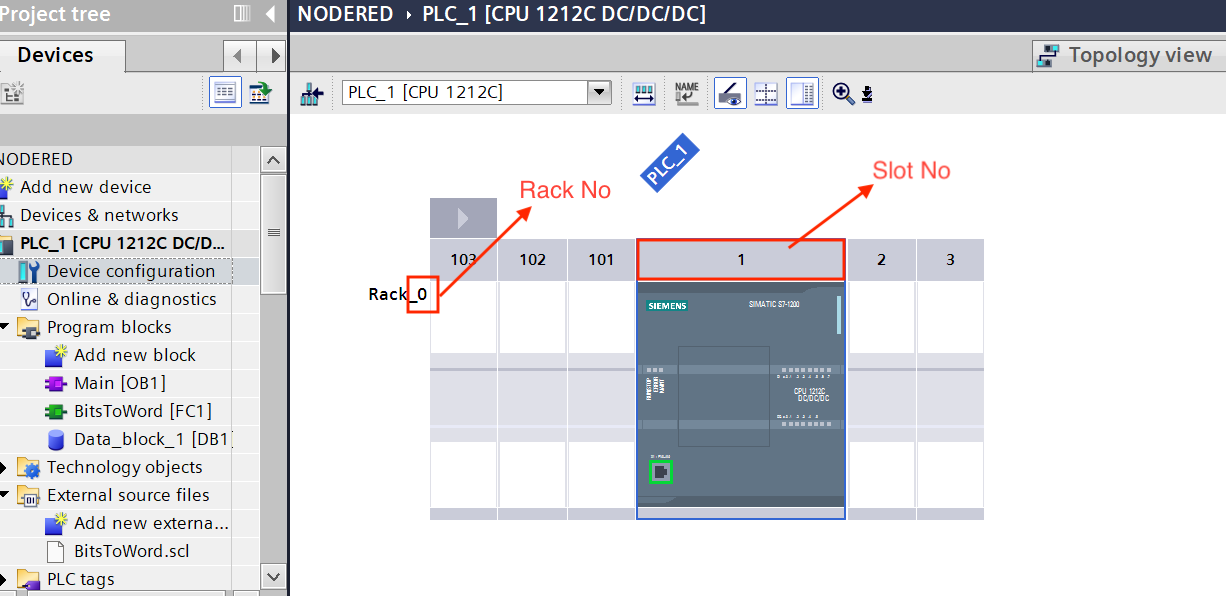 Project tree
NODERED › PLC_1 [CPU 1212C DC/DC/DC]
Devices
Topology view
PLC_1 [CPU 1212C]
NAME
NODERED
Add new device
Devices & networks
PLC_1 [CPU 1212C DC/D...
Device configuration
Online & diagnostics
Program blocks
Add new block
Main [OB1]
BitsToWord [FC1]
Data_block_1 [DB1]
Technology objects
External source files
Add new externa...
BitsToWord.scl
PLC tags
PLC_1
Rack No
Slot No
103 102 101 1 2 3
Rack_0
SIEMENS
SIMATIC S7-1200
CPU 1212C
DC/DC/DC